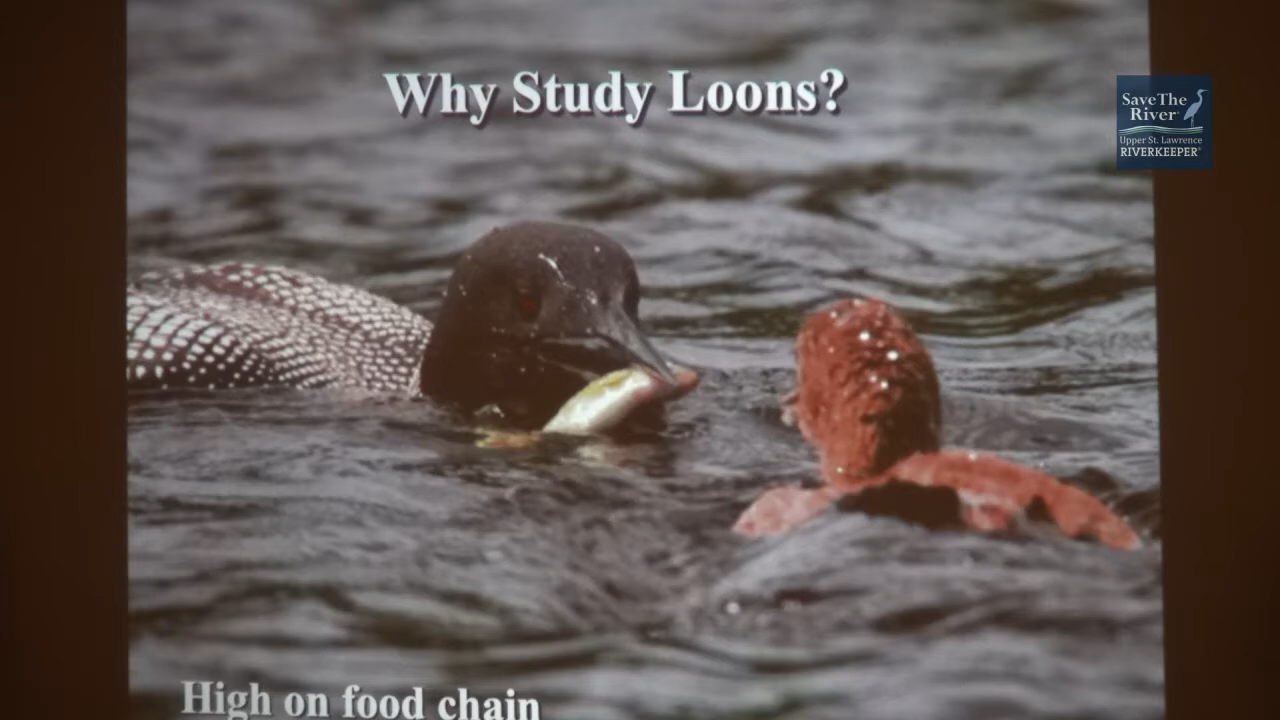 Why Study Loons?
Save The
River
Upper St. Lawrence
RIVERKEEPER®
High on food chain